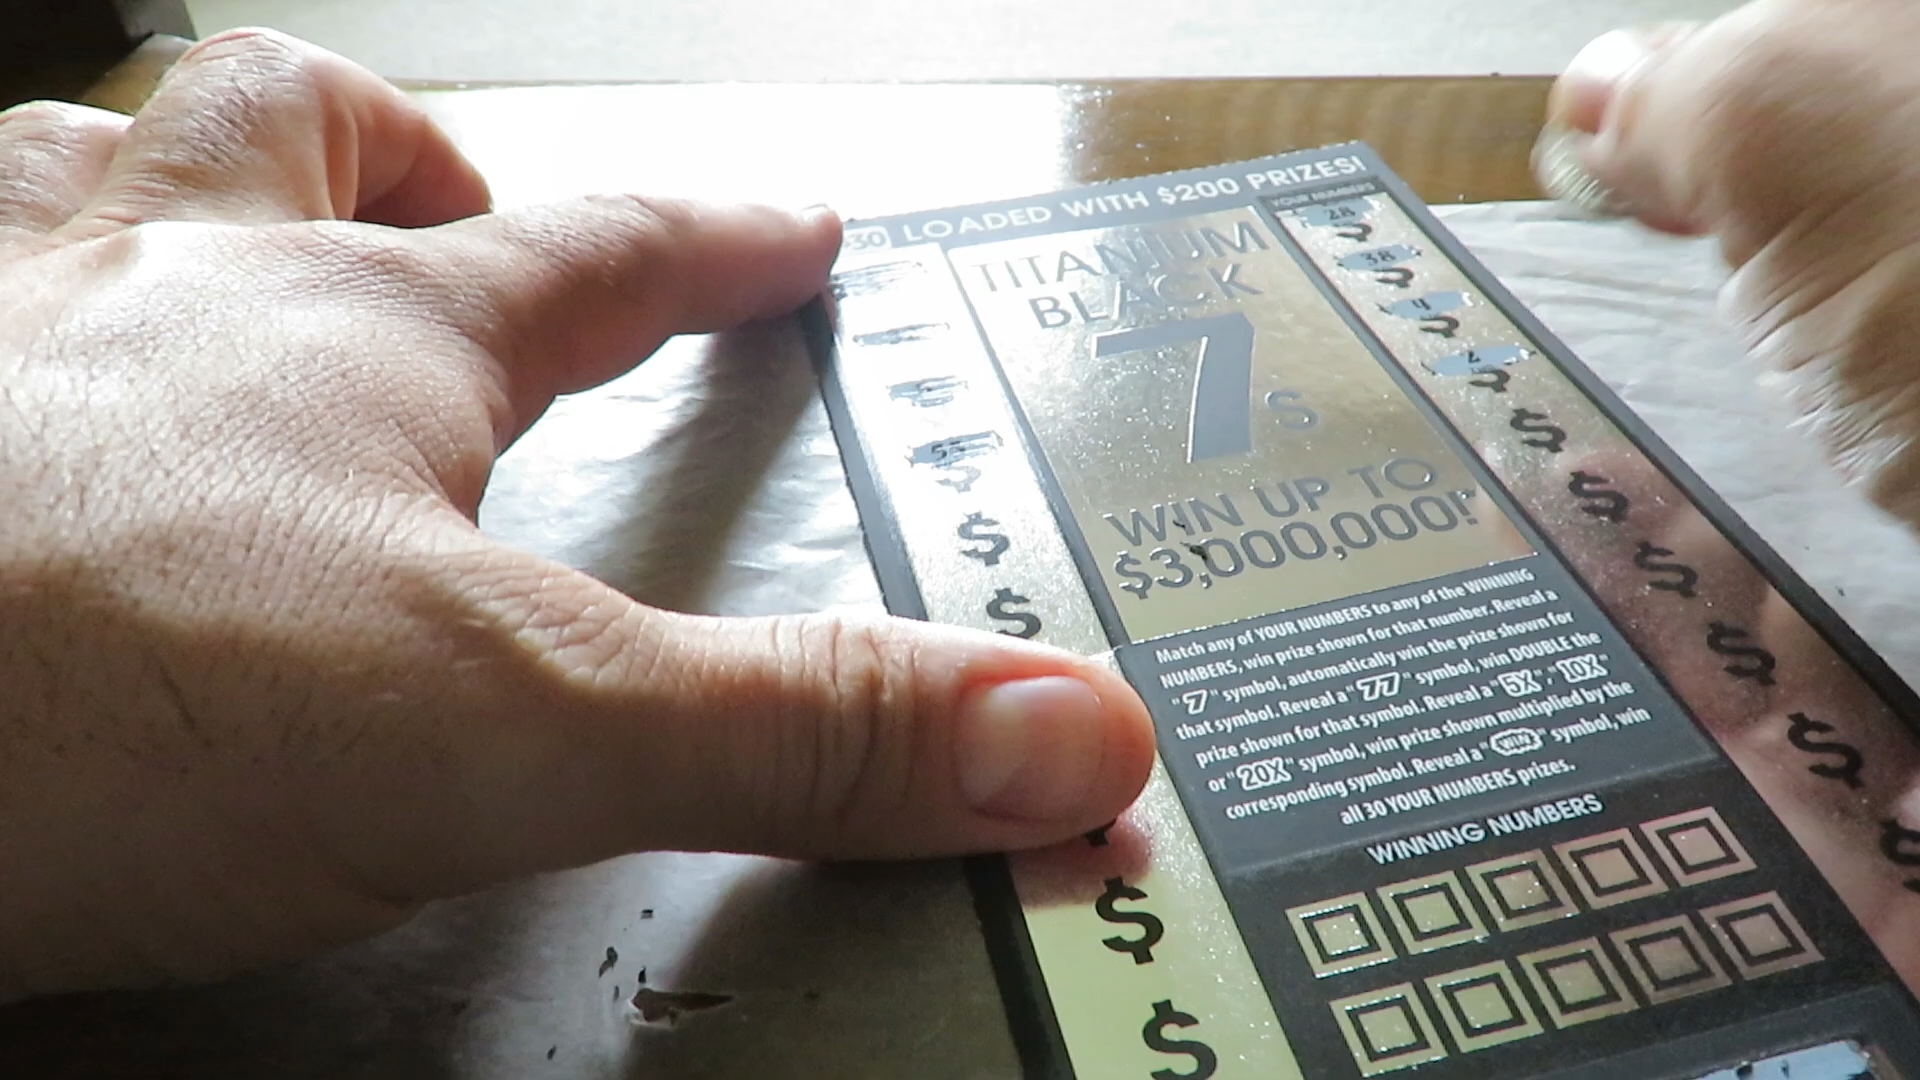 30 LOADED WITH $200 PRIZES!
TITANIUM
BLACK
7s
WIN UP TO
$3,000,000!
YOUR NUMBERS
28
38
4
5
$
$
$
$
$
$
$
$
$
$
$
Match any of YOUR NUMBERS to any of the WINNING
NUMBERS, win prize shown for that number. Reveal a
"7" symbol, automatically win the prize shown for
that symbol. Reveal a "77" symbol, win DOUBLE the
prize shown for that symbol. Reveal a "5X", "10X"
or "20X" symbol, win prize shown multiplied by the
corresponding symbol. Reveal a "WIN" symbol, win
all 30 YOUR NUMBERS prizes.
WINNING NUMBERS